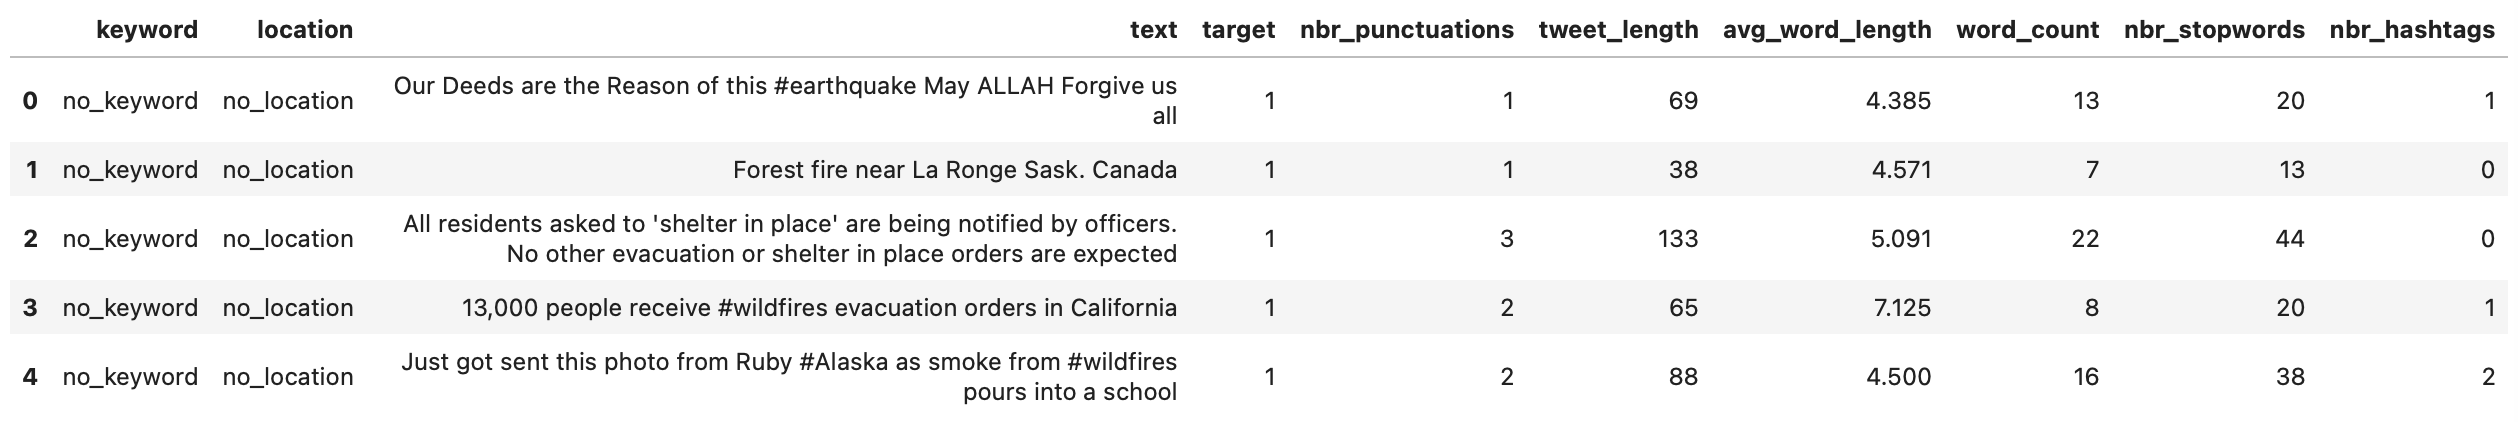 keyword location text target nbr_punctuations tweet_length avg_word_length word_count nbr_stopwords nbr_hashtags
0 no_keyword no_location Our Deeds are the Reason of this #earthquake May ALLAH Forgive us all 1 1 69 4.385 13 20 1
1 no_keyword no_location Forest fire near La Ronge Sask. Canada 1 1 38 4.571 7 13 0
2 no_keyword no_location All residents asked to 'shelter in place' are being notified by officers. No other evacuation or shelter in place orders are expected 1 3 133 5.091 22 44 0
3 no_keyword no_location 13,000 people receive #wildfires evacuation orders in California 1 2 65 7.125 8 20 1
4 no_keyword no_location Just got sent this photo from Ruby #Alaska as smoke from #wildfires pours into a school 1 2 88 4.500 16 38 2